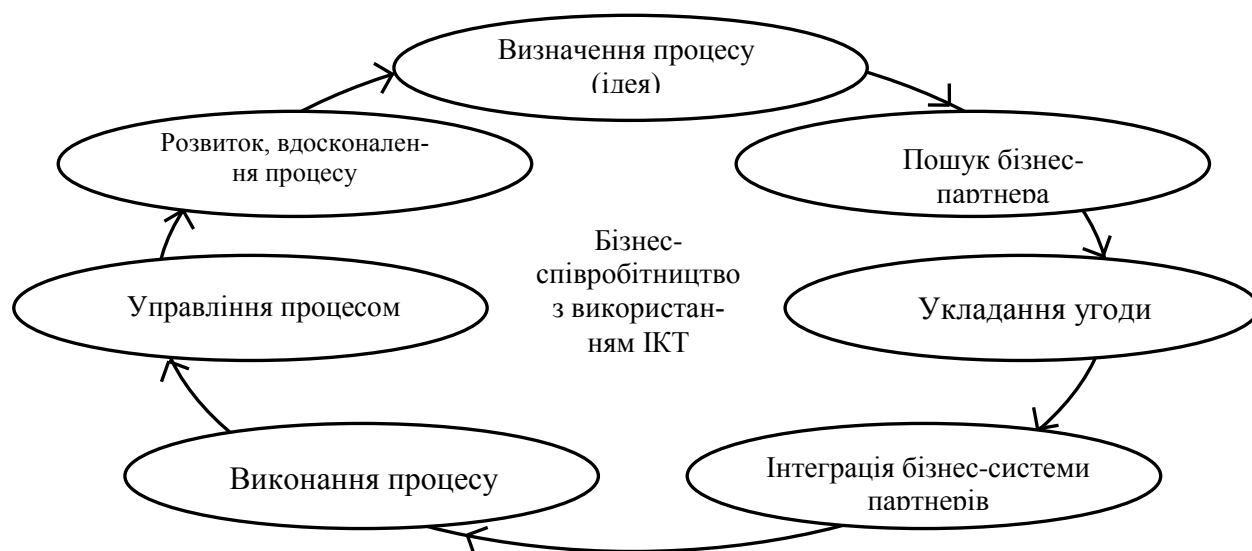 Визначення процесу
(ідея)
Розвиток, вдосконален-
ня процесу
Пошук бізнес-
партнера
Бізнес-
співробітництво
з використан-
ням ІКТ
Управління процесом
Укладання угоди
Виконання процесу
Інтеграція бізнес-системи
партнерів